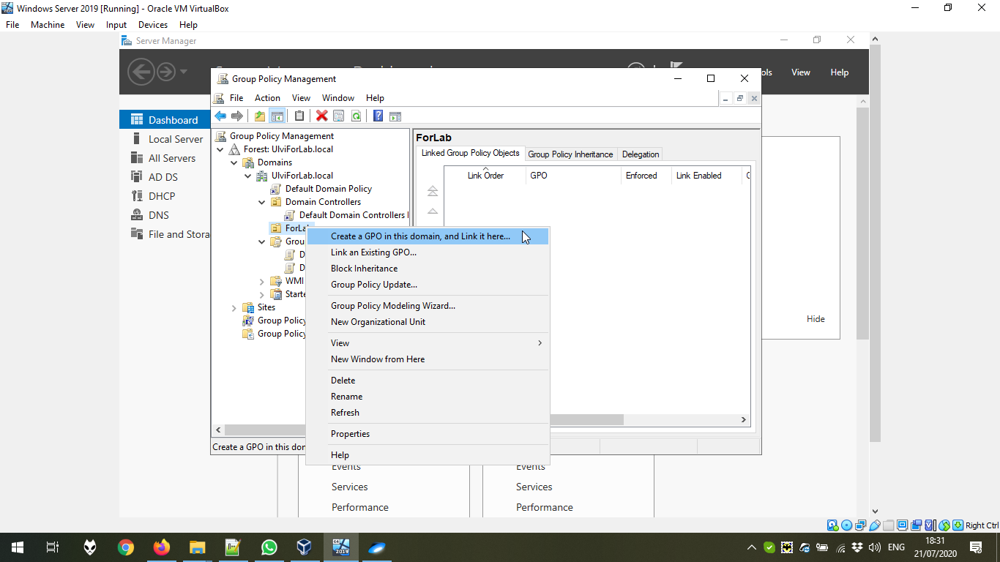 Windows Server 2019 [Running] - Oracle VM VirtualBox
File Machine View Input Devices Help
Server Manager
View Help
Group Policy Management
File Action View Window Help
Dashboard
Local Server
All Servers
AD DS
DHCP
DNS
File and Stora
Group Policy Management
Forest: UlviForLab.local
Domains
UlviForLab.local
Default Domain Policy
Domain Controllers
Default Domain Controllers
ForLa
Grou
D
D
WMI
Starte
Sites
Group Policy
Group Policy
ForLab
Linked Group Policy Objects Group Policy Inheritance Delegation
Link Order GPO Enforced Link Enabled
Create a GPO in this domain, and Link it here...
Link an Existing GPO...
Block Inheritance
Group Policy Update...
Group Policy Modeling Wizard...
New Organizational Unit
View
New Window from Here
Delete
Rename
Refresh
Properties
Help
Hide
Create a GPO in this don
Events Events
Services Services
Performance Performance
Right Ctrl
2019
ENG 18:31
21/07/2020